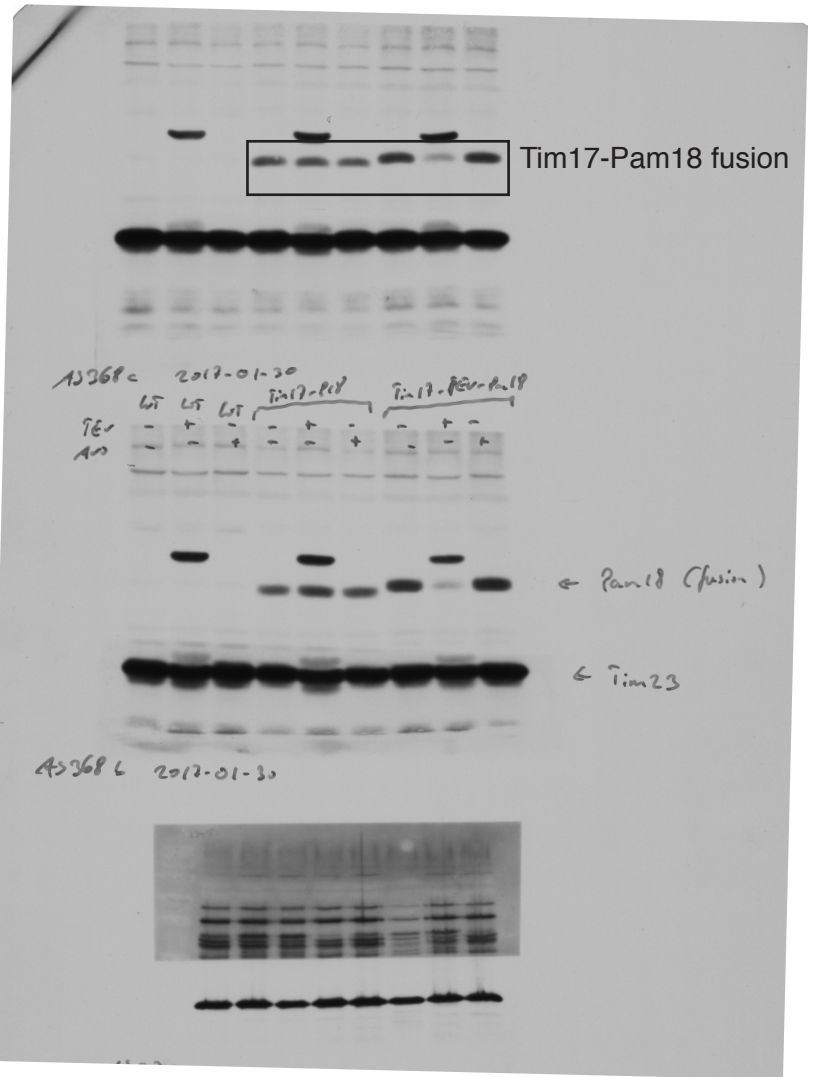 Tim17-Pam18 fusion
AS368c 2017-01-30
Tim17-P18 Tim17-TEV-Pam18
WT WT WT
TEV - + - - + - - + -
- - + - - + - - +
← Pam18 (fusion)
← Tim23
AS368b 2017-01-30